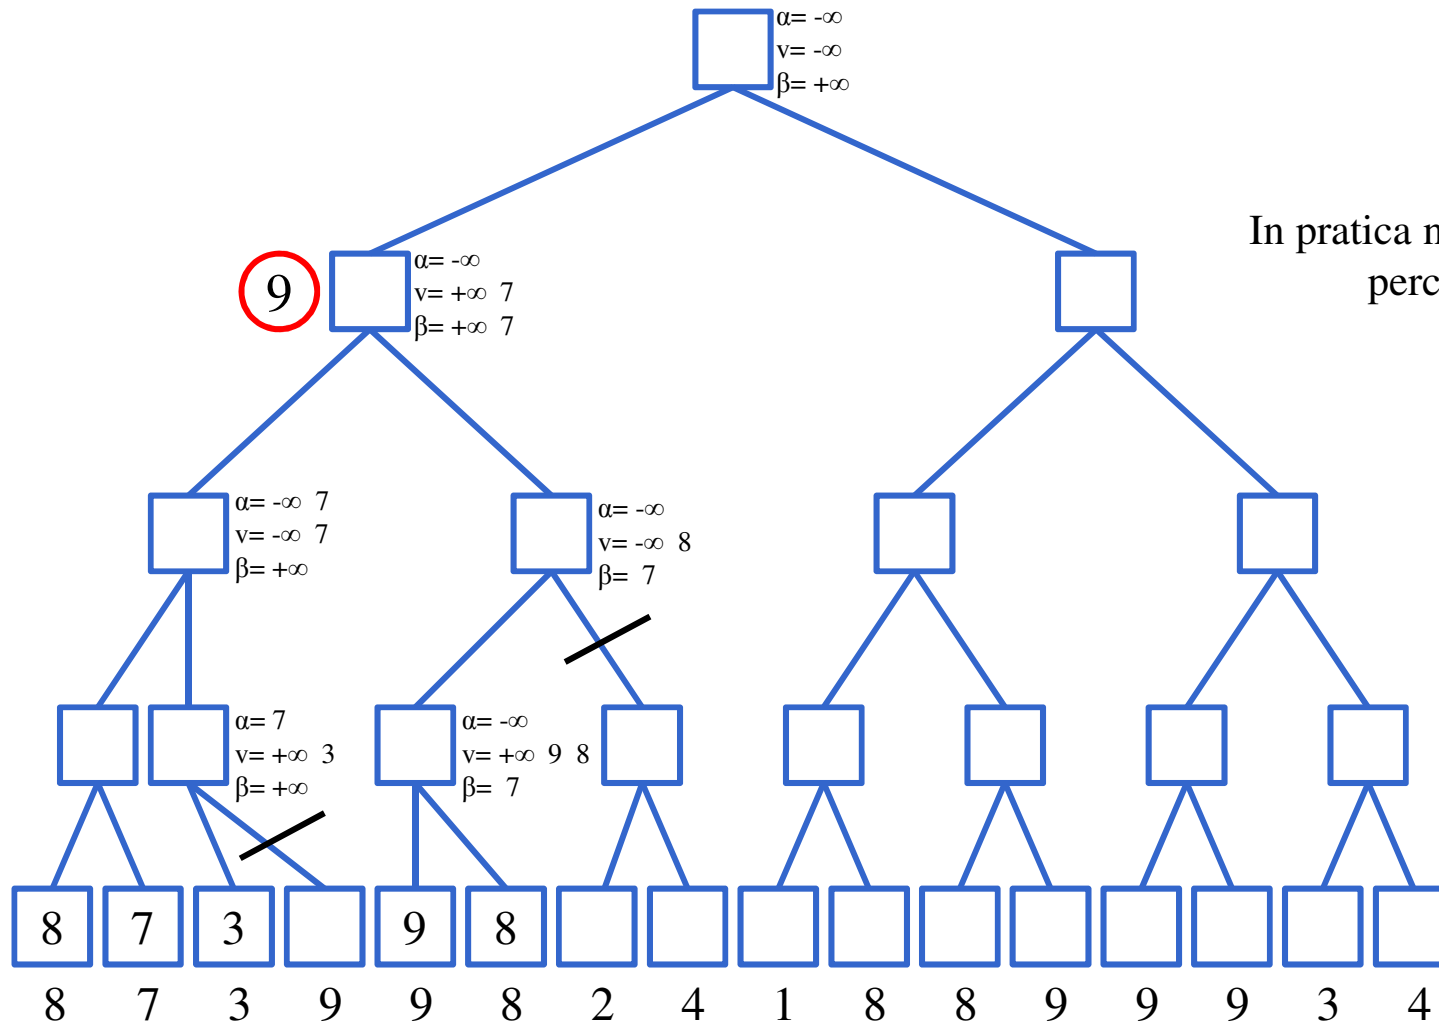 α= -∞
v= -∞
β= +∞
In pratica n
perc
9
α= -∞
v= +∞ 7
β= +∞ 7
α= -∞ 7
v= -∞ 7
β= +∞
α= -∞
v= -∞ 8
β= 7
α= 7
v= +∞ 3
β= +∞
α= -∞
v= +∞ 9 8
β= 7
8 7 3 9 8
8 7 3 9 9 8 2 4 1 8 8 9 9 9 3 4